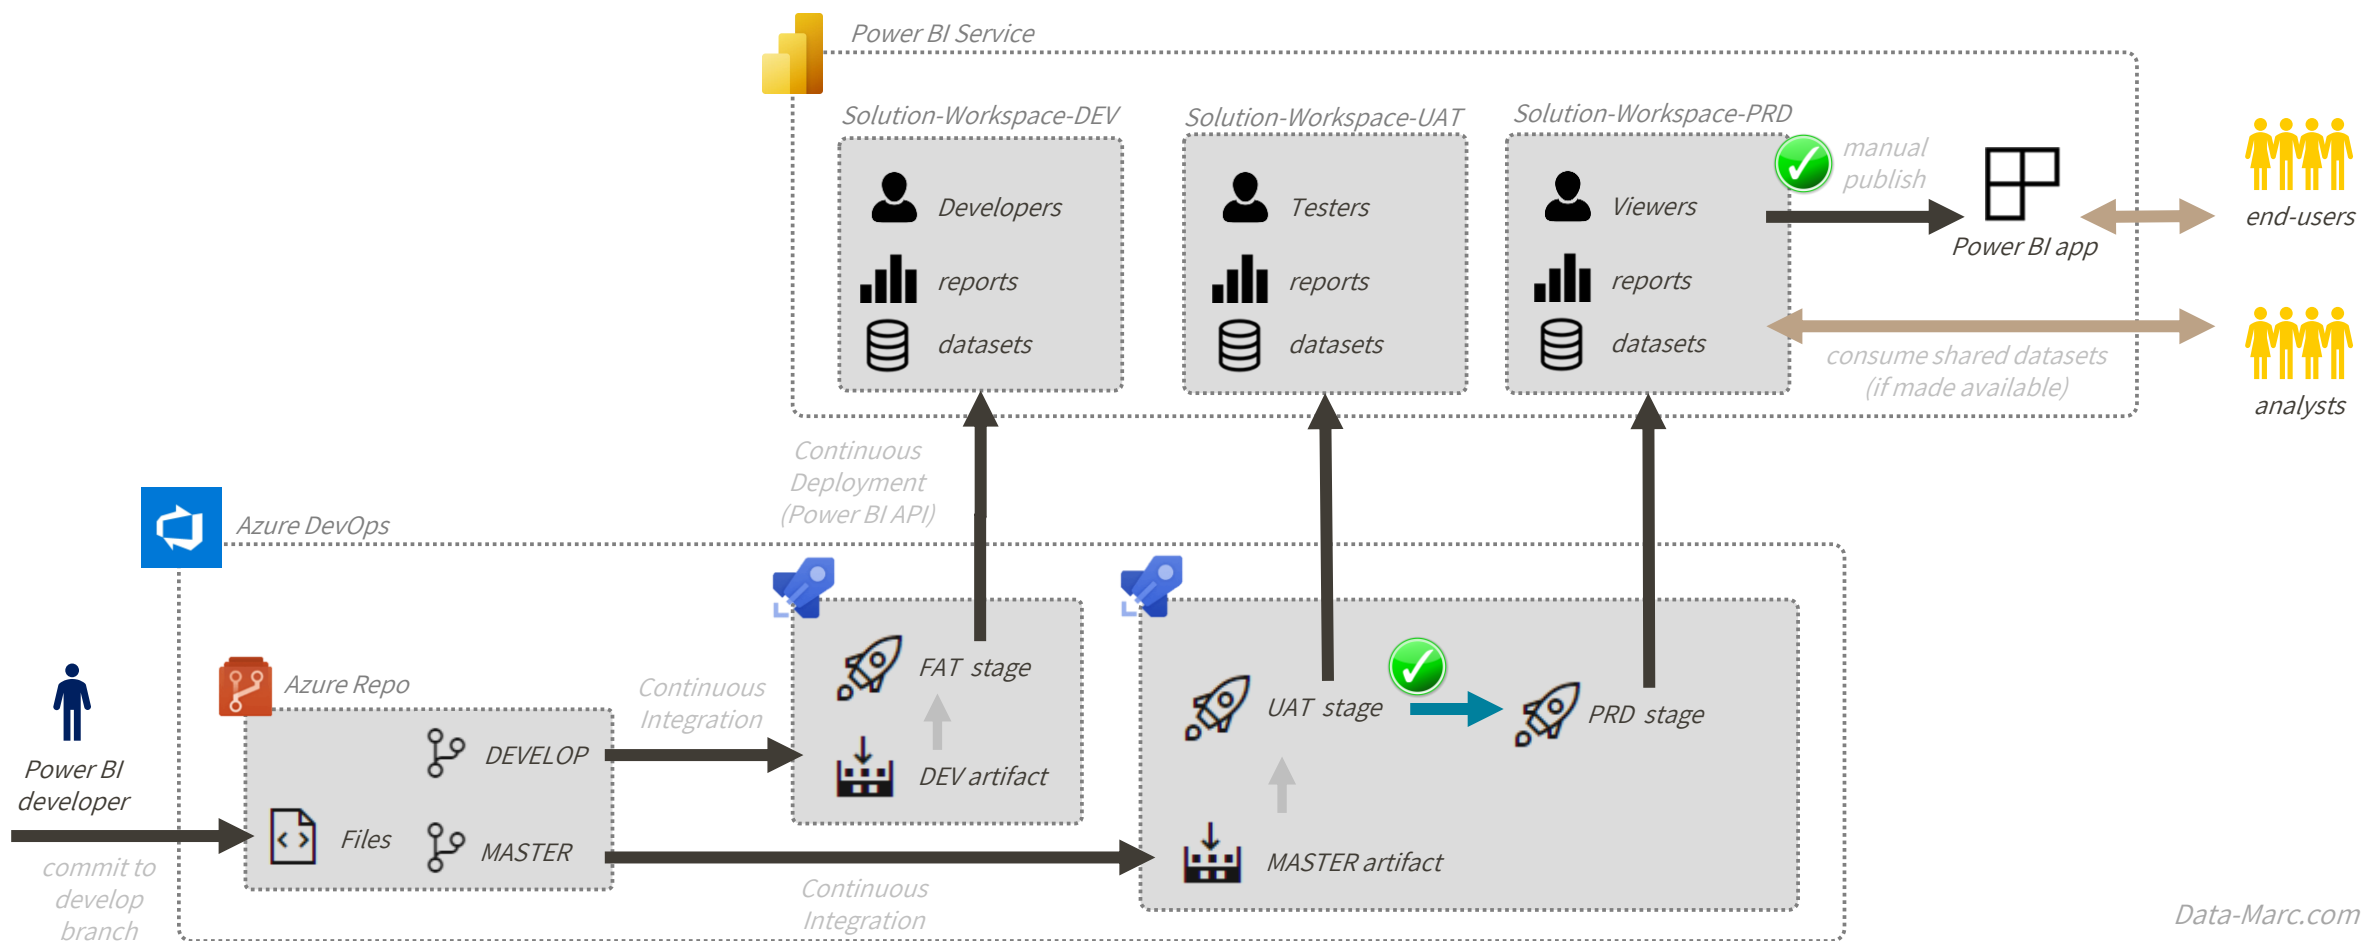 Power BI Service
Solution-Workspace-DEV
Developers
reports
datasets
Solution-Workspace-UAT
Testers
reports
datasets
Solution-Workspace-PRD
Viewers
reports
datasets
manual
publish
Power BI app
end-users
consume shared datasets
(if made available)
analysts
Continuous
Deployment
(Power BI API)
Azure DevOps
Power BI
developer
commit to
develop
branch
Azure Repo
Files
DEVELOP
MASTER
Continuous
Integration
FAT stage
DEV artifact
Continuous
Integration
UAT stage
PRD stage
MASTER artifact
Data-Marc.com